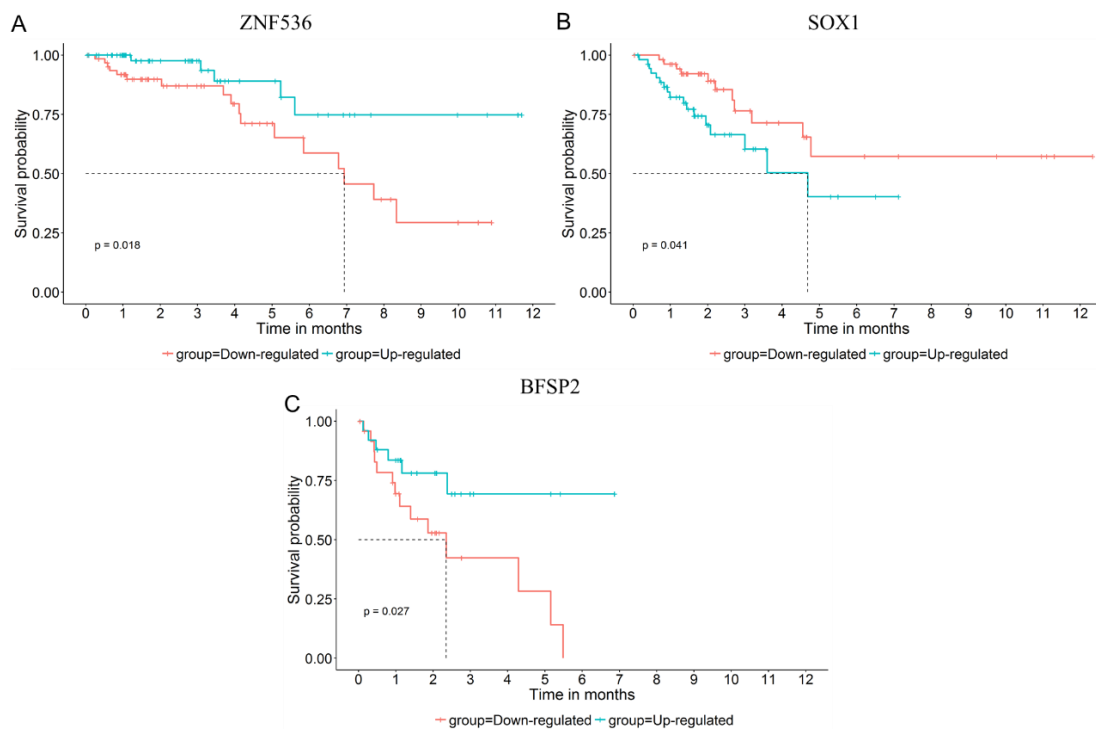 A
ZNF536
1.00
0.75
0.50
0.25
0.00
Survival probability
p = 0.018
0 1 2 3 4 5 6 7 8 9 10 11 12
Time in months
group=Down-regulated group=Up-regulated
B
SOX1
1.00
0.75
0.50
0.25
0.00
Survival probability
p = 0.041
0 1 2 3 4 5 6 7 8 9 10 11 12
Time in months
group=Down-regulated group=Up-regulated
C
BFSP2
1.00
0.75
0.50
0.25
0.00
Survival probability
p = 0.027
0 1 2 3 4 5 6 7 8 9 10 11 12
Time in months
group=Down-regulated group=Up-regulated